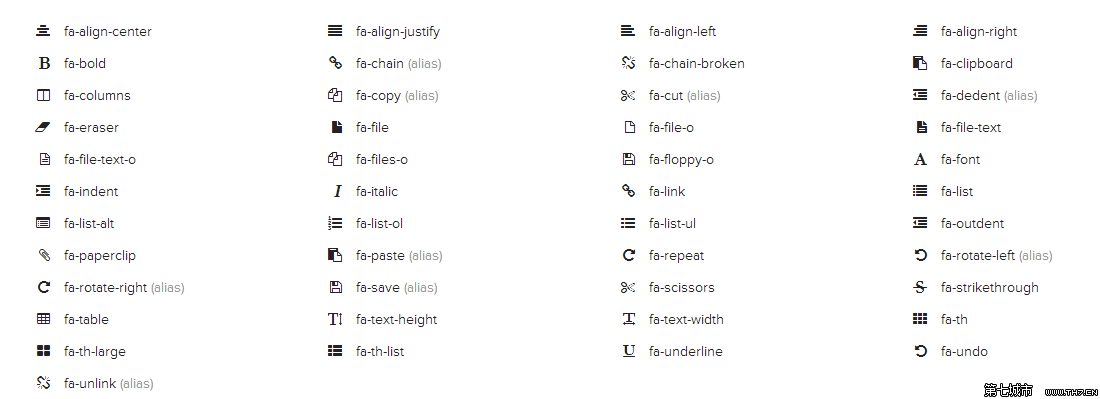 fa-align-center fa-align-justify fa-align-left fa-align-right
fa-bold fa-chain (alias) fa-chain-broken fa-clipboard
fa-columns fa-copy (alias) fa-cut (alias) fa-dedent (alias)
fa-eraser fa-file fa-file-o fa-file-text
fa-file-text-o fa-files-o fa-floppy-o fa-font
fa-indent fa-italic fa-link fa-list
fa-list-alt fa-list-ol fa-list-ul fa-outdent
fa-paperclip fa-paste (alias) fa-repeat fa-rotate-left (alias)
fa-rotate-right (alias) fa-save (alias) fa-scissors fa-strikethrough
fa-table fa-text-height fa-text-width fa-th
fa-th-large fa-th-list fa-underline fa-undo
fa-unlink (alias)
第七城市 WWW.TH7.CN